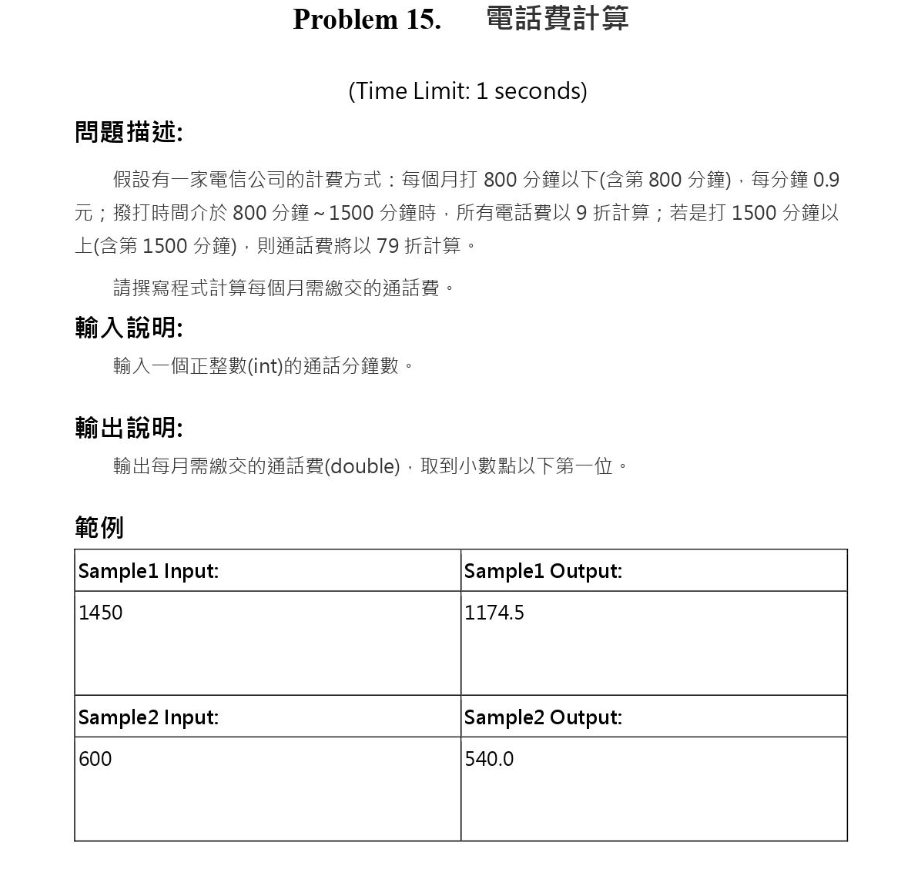 Problem 15. 電話費計算
(Time Limit: 1 seconds)
問題描述:
假設有一家電信公司的計費方式：每個月打 800 分鐘以下(含第 800 分鐘)，每分鐘 0.9
元；撥打時間介於 800 分鐘～1500 分鐘時，所有電話費以 9 折計算；若是打 1500 分鐘以
上(含第 1500 分鐘)，則通話費將以 79 折計算。
請撰寫程式計算每個月需繳交的通話費。
輸入說明:
輸入一個正整數(int)的通話分鐘數。
輸出說明:
輸出每月需繳交的通話費(double)，取到小數點以下第一位。
範例
Sample1 Input: Sample1 Output:
1450 1174.5
Sample2 Input: Sample2 Output:
600 540.0